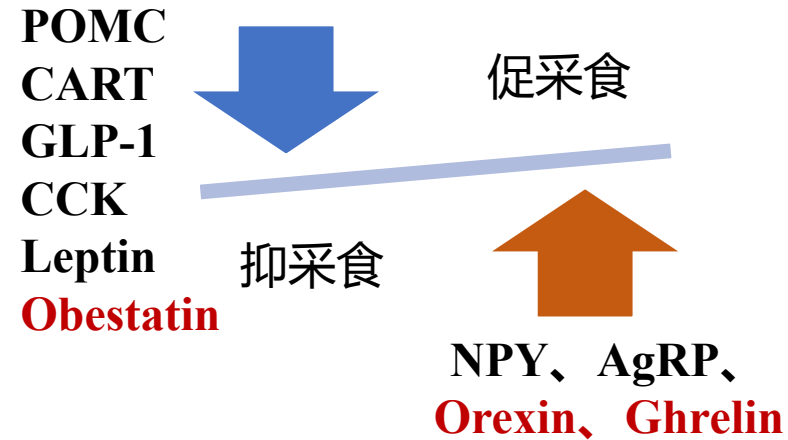 POMC
CART
GLP-1
CCK
Leptin
Obestatin
促采食
抑采食
NPY、AgRP、
Orexin、Ghrelin